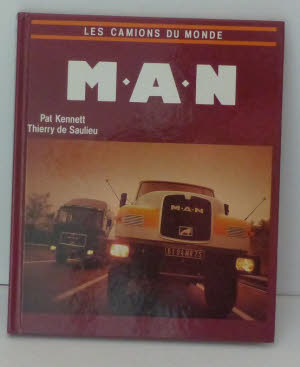 LES CAMIONS DU MONDE
M·A·N
Pat Kennett
Thierry de Saulieu
M·A·N